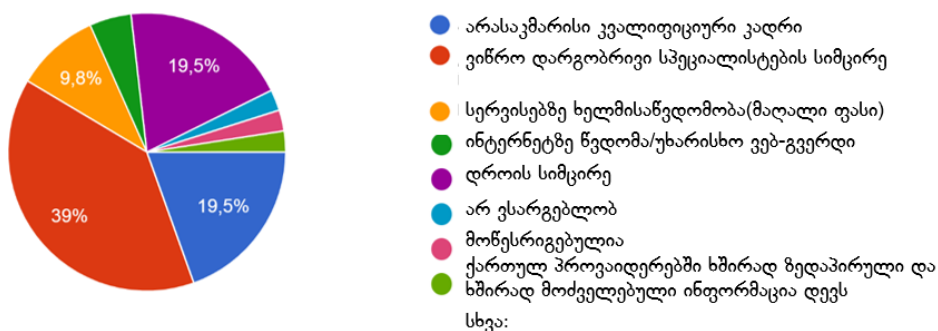 9,8%
19,5%
39%
19,5%
არასაკმარისი კვალიფიციური კადრი
ვიწრო დარგობრივი სპეციალისტების სიმცირე
სერვისებზე ხელმისაწვდომობა(მაღალი ფასი)
ინტერნეტზე წვდომა/უხარისხო ვებ-გვერდი
დროის სიმცირე
არ ვსარგებლობ
მოწესრიგებულია
ქართულ პროვაიდერებში ხშირად ზედაპირული და
ხშირად მოძველებული ინფორმაცია დევს
სხვა: